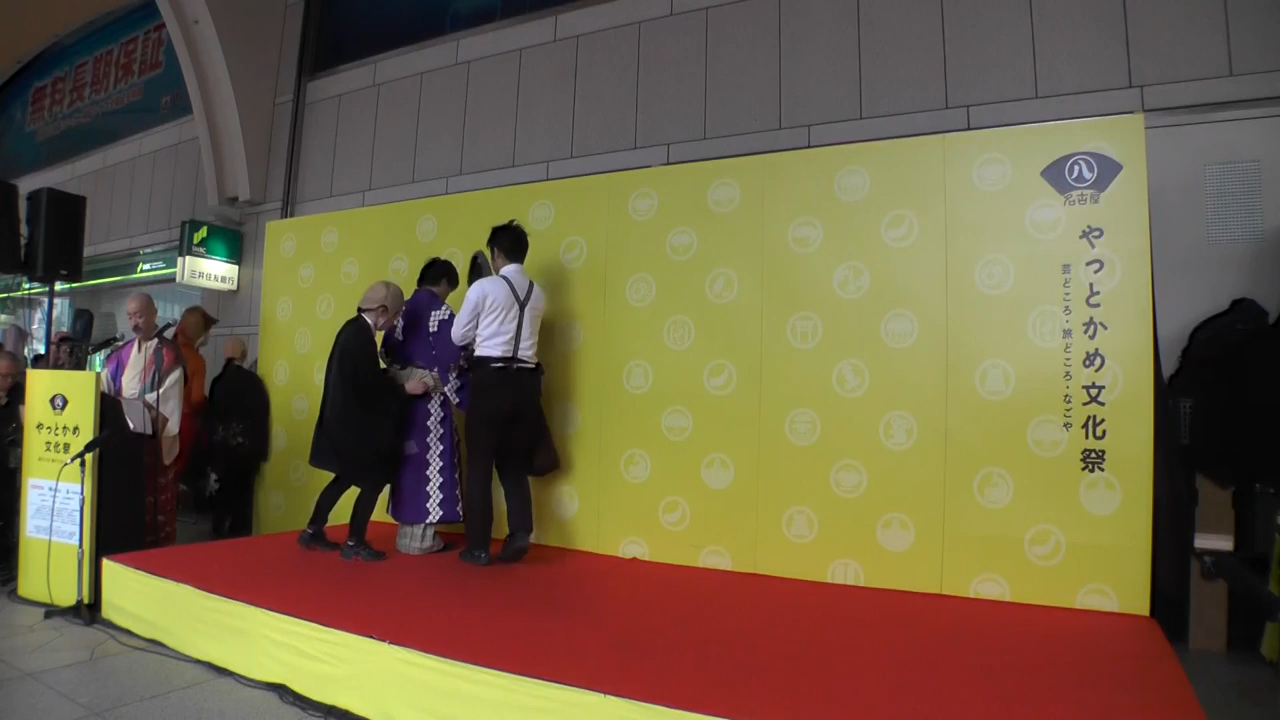 無料長期保証
SMBC
三井住友銀行
八
名古屋
やっとかめ文化祭
芸どころ・旅どころ・なごや
やっとかめ
文化祭